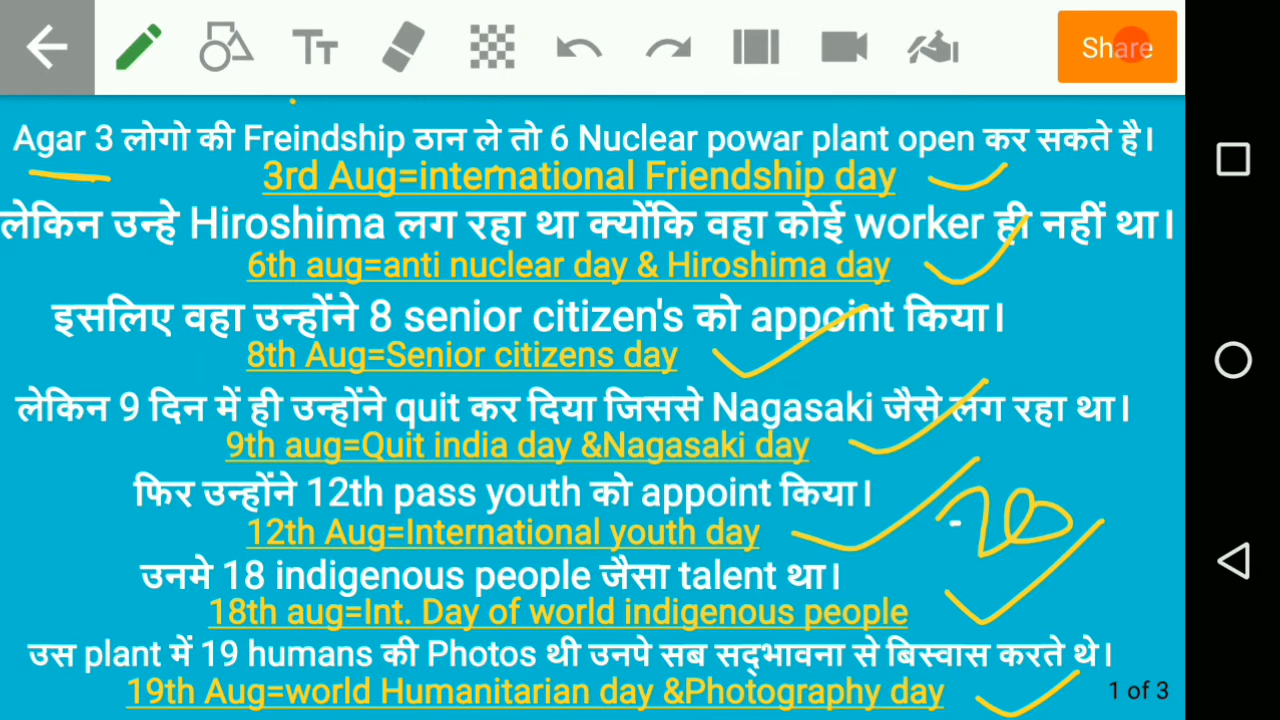 Share
Agar 3 लोगो की Freindship ठान ले तो 6 Nuclear powar plant open कर सकते है।
3rd Aug=international Friendship day
लेकिन उन्हे Hiroshima लग रहा था क्योंकि वहा कोई worker ही नहीं था।
6th aug=anti nuclear day & Hiroshima day
इसलिए वहा उन्होंने 8 senior citizen's को appoint किया।
8th Aug=Senior citizens day
लेकिन 9 दिन में ही उन्होंने quit कर दिया जिससे Nagasaki जैसे लग रहा था।
9th aug=Quit india day &Nagasaki day
फिर उन्होंने 12th pass youth को appoint किया।
12th Aug=International youth day
उनमे 18 indigenous people जैसा talent था।
18th aug=Int. Day of world indigenous people
उस plant में 19 humans की Photos थी उनपे सब सद्भावना से बिस्वास करते थे।
19th Aug=world Humanitarian day &Photography day
1 of 3